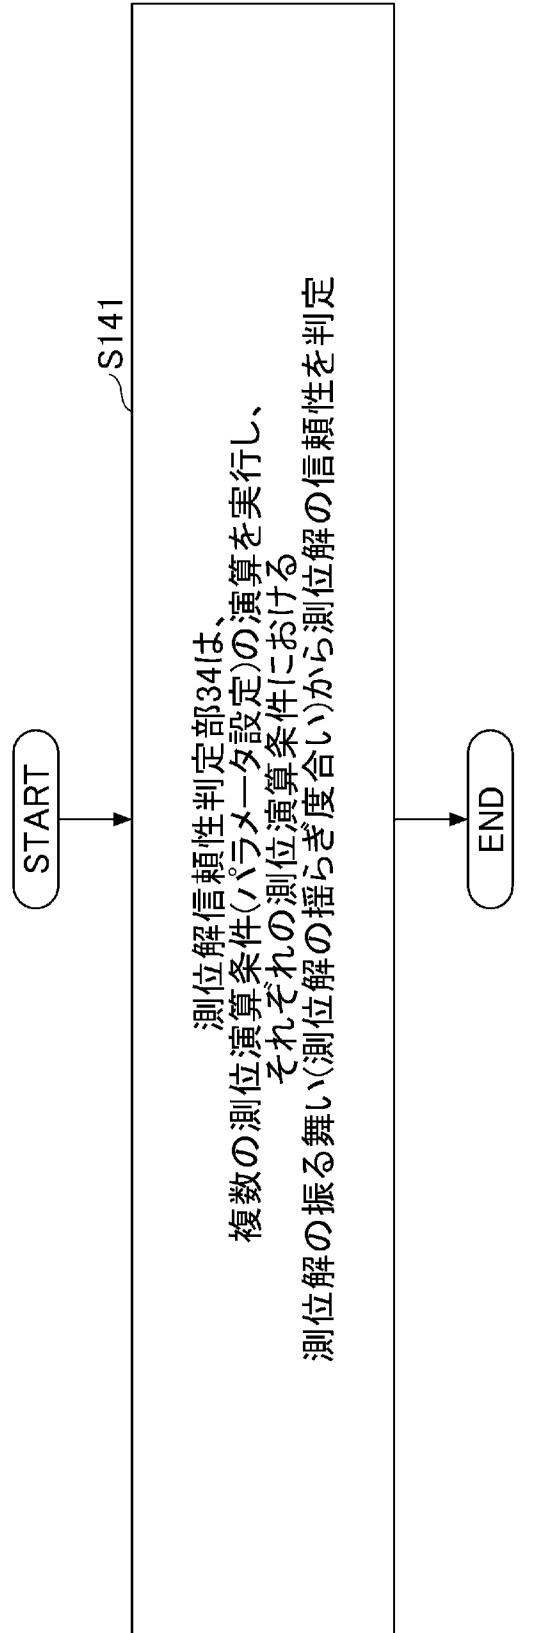 START
S141
測位解信頼性判定部34は、
複数の測位演算条件(パラメータ設定)の演算を実行し、
それぞれの測位演算条件における
測位解の振る舞い(測位解の揺らぎ度合い)から測位解の信頼性を判定
END